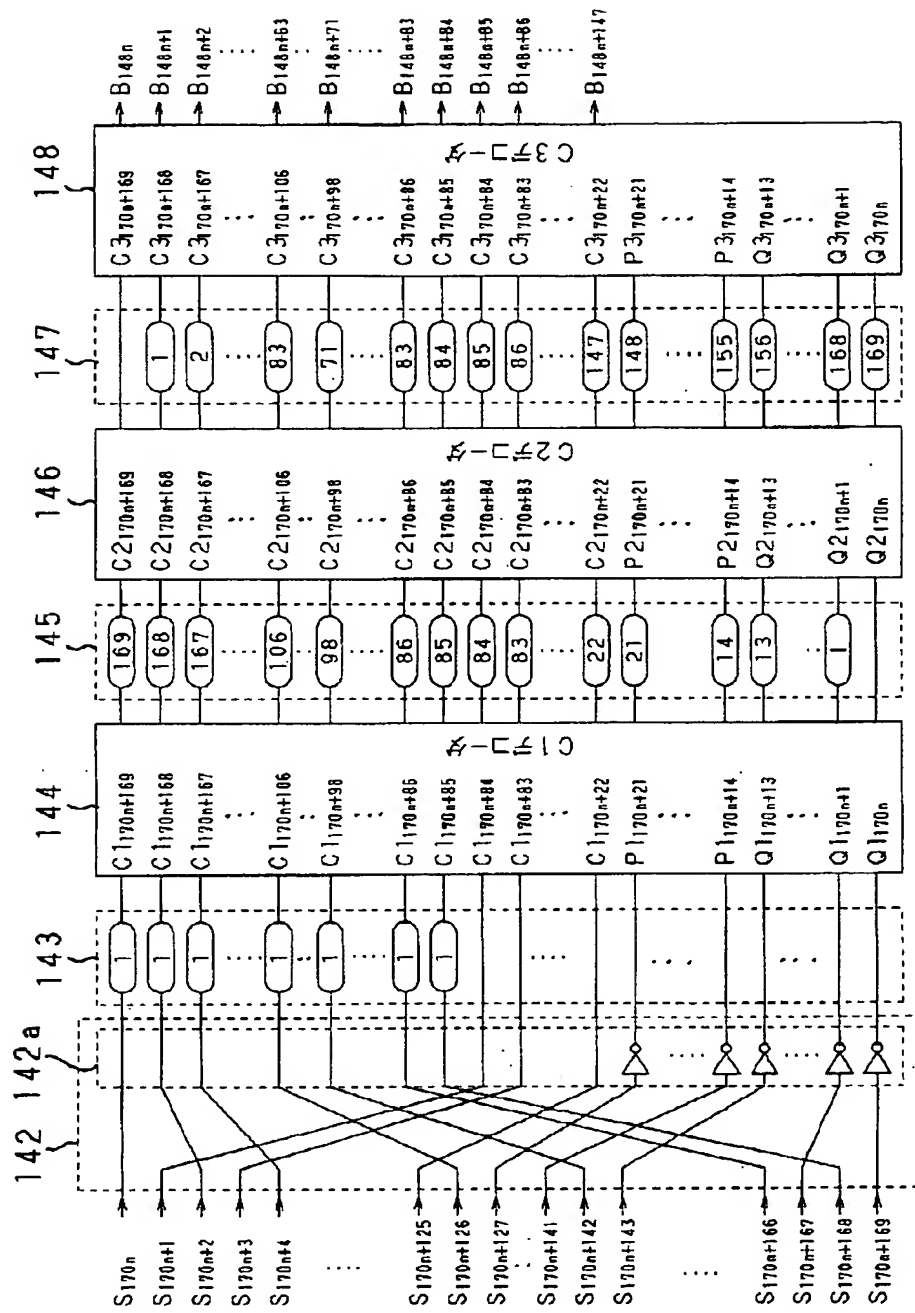 142
142a
143
144
145
146
147
148
S170n
S170n+1
S170n+2
S170n+3
S170n+4
S170n+125
S170n+126
S170n+127
S170n+141
S170n+142
S170n+143
S170n+166
S170n+167
S170n+168
S170n+169
1
1
1
1
1
1
1
C1デコーダ
C1170n+169
C1170n+168
C1170n+167
C1170n+106
C1170n+98
C1170n+86
C1170n+85
C1170n+84
C1170n+83
C1170n+22
P1170n+21
P1170n+14
Q1170n+13
Q1170n+1
Q1170n
169
168
167
106
98
86
85
84
83
22
21
14
13
1
C2デコーダ
C2170n+169
C2170n+168
C2170n+167
C2170n+106
C2170n+98
C2170n+86
C2170n+85
C2170n+84
C2170n+83
C2170n+22
P2170n+21
P2170n+14
Q2170n+13
Q2170n+1
Q2170n
1
2
83
71
83
84
85
86
147
148
155
156
168
169
C3デコーダ
C3170n+169
C3170n+168
C3170n+167
C3170n+106
C3170n+98
C3170n+86
C3170n+85
C3170n+84
C3170n+83
C3170n+22
P3170n+21
P3170n+14
Q3170n+13
Q3170n+1
Q3170n
B148n
B148n+1
B148n+2
B148n+63
B148n+71
B148n+83
B148n+84
B148n+85
B148n+86
B148n+147